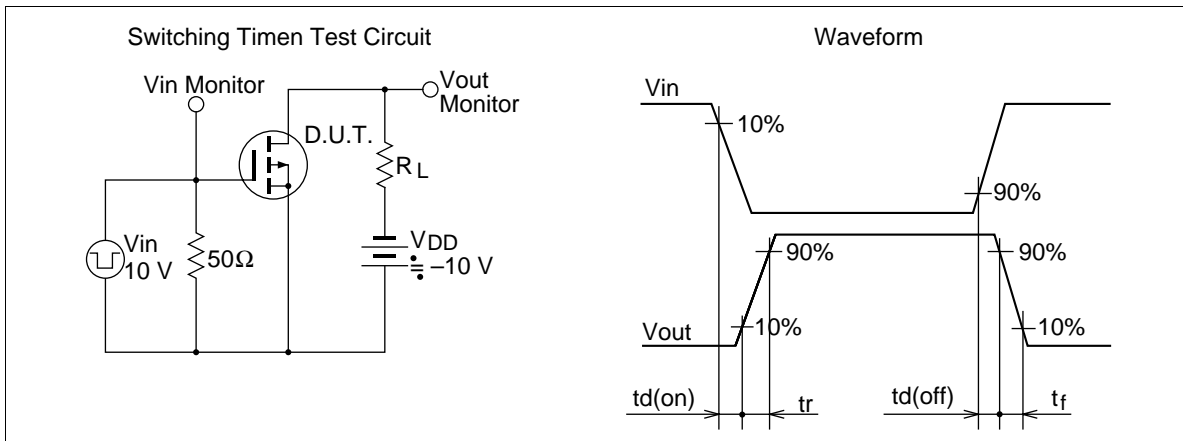 Switching Timen Test Circuit
Vin Monitor
Vout
Monitor
D.U.T.
RL
Vin
10 V
50Ω
VDD
≒ –10 V
Waveform
Vin
10%
90%
90%
90%
10%
10%
Vout
td(on)
tr
td(off)
tf